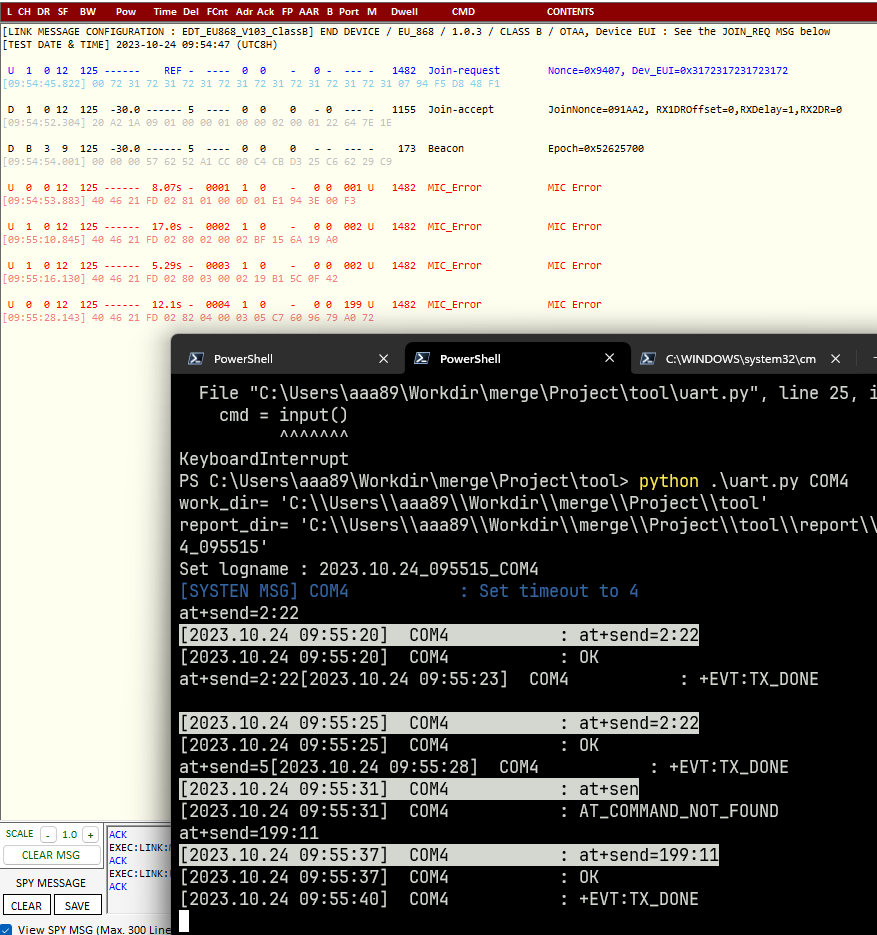 L CH DR SF BW Pow Time Del FCnt Adr Ack FP AAR B Port M Dwell CMD CONTENTS
[LINK MESSAGE CONFIGURATION : EDT_EU868_V103_ClassB] END DEVICE / EU_868 / 1.0.3 / CLASS B / OTAA, Device EUI : See the JOIN_REQ MSG below
[TEST DATE & TIME] 2023-10-24 09:54:47 (UTC8H)
U 1 0 12 125 ------ REF - ---- 0 0 0 - --- - 1482 Join-request Nonce=0x9407, Dev_EUI=0x3172317231723172
[09:54:45.822] 00 72 31 72 31 72 31 72 31 72 31 72 31 72 31 72 31 07 94 F5 D8 48 F1
D 1 0 12 125 -30.0 ------ 5 ---- 0 0 0 - 0 - --- - 1155 Join-accept JoinNonce=091AA2, RX1DROffset=0,RXDelay=1,RX2DR=0
[09:54:52.304] 20 A2 1A 09 01 00 00 01 00 00 02 00 01 22 64 7E 1E
D B 3 9 125 -30.0 ------ 5 ---- 0 0 0 - - --- - 173 Beacon Epoch=0x52625700
[09:54:54.001] 00 00 00 57 62 52 A1 CC 00 C4 CB D3 25 C6 62 29 C9
U 0 0 12 125 ------ 8.07s - 0001 1 0 - 0 0 001 U 1482 MIC_Error MIC Error
[09:54:53.883] 40 46 21 FD 02 81 01 00 0D 01 E1 94 3E 00 F3
U 1 0 12 125 ------ 17.0s - 0002 1 0 - 0 0 002 U 1482 MIC_Error MIC Error
[09:55:10.845] 40 46 21 FD 02 80 02 00 02 BF 15 6A 19 A0
U 1 0 12 125 ------ 5.29s - 0003 1 0 - 0 0 002 U 1482 MIC_Error MIC Error
[09:55:16.130] 40 46 21 FD 02 80 03 00 02 19 B1 5C 0F 42
U 0 0 12 125 ------ 12.1s - 0004 1 0 - 0 0 199 U 1482 MIC_Error MIC Error
[09:55:28.143] 40 46 21 FD 02 82 04 00 03 05 C7 60 96 79 A0 72
PowerShell PowerShell C:\WINDOWS\system32\cm
File "C:\Users\aaa89\Workdir\merge\Project\tool\uart.py", line 25, i
cmd = input()
^^^^^^^
KeyboardInterrupt
PS C:\Users\aaa89\Workdir\merge\Project\tool> python .\uart.py COM4
work_dir= 'C:\\Users\\aaa89\\Workdir\\merge\\Project\\tool'
report_dir= 'C:\\Users\\aaa89\\Workdir\\merge\\Project\\tool\\report\\
4_095515'
Set logname : 2023.10.24_095515_COM4
[SYSTEN MSG] COM4 : Set timeout to 4
at+send=2:22
[2023.10.24 09:55:20] COM4 : at+send=2:22
[2023.10.24 09:55:20] COM4 : OK
at+send=2:22[2023.10.24 09:55:23] COM4 : +EVT:TX_DONE
[2023.10.24 09:55:25] COM4 : at+send=2:22
[2023.10.24 09:55:25] COM4 : OK
at+send=5[2023.10.24 09:55:28] COM4 : +EVT:TX_DONE
[2023.10.24 09:55:31] COM4 : at+sen
[2023.10.24 09:55:31] COM4 : AT_COMMAND_NOT_FOUND
at+send=199:11
[2023.10.24 09:55:37] COM4 : at+send=199:11
[2023.10.24 09:55:37] COM4 : OK
[2023.10.24 09:55:40] COM4 : +EVT:TX_DONE
SCALE - 1.0 +
CLEAR MSG
SPY MESSAGE
CLEAR SAVE
View SPY MSG (Max. 300 Line
ACK
EXEC:LINK:
ACK
EXEC:LINK:
ACK